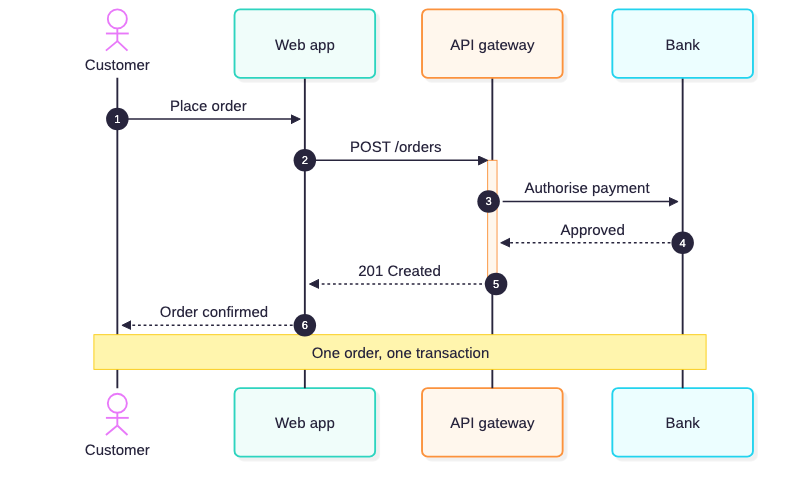 Customer
Web app
API gateway
Bank
Place order
1
POST /orders
2
Authorise payment
3
Approved
4
201 Created
5
Order confirmed
6
One order, one transaction
Customer
Web app
API gateway
Bank